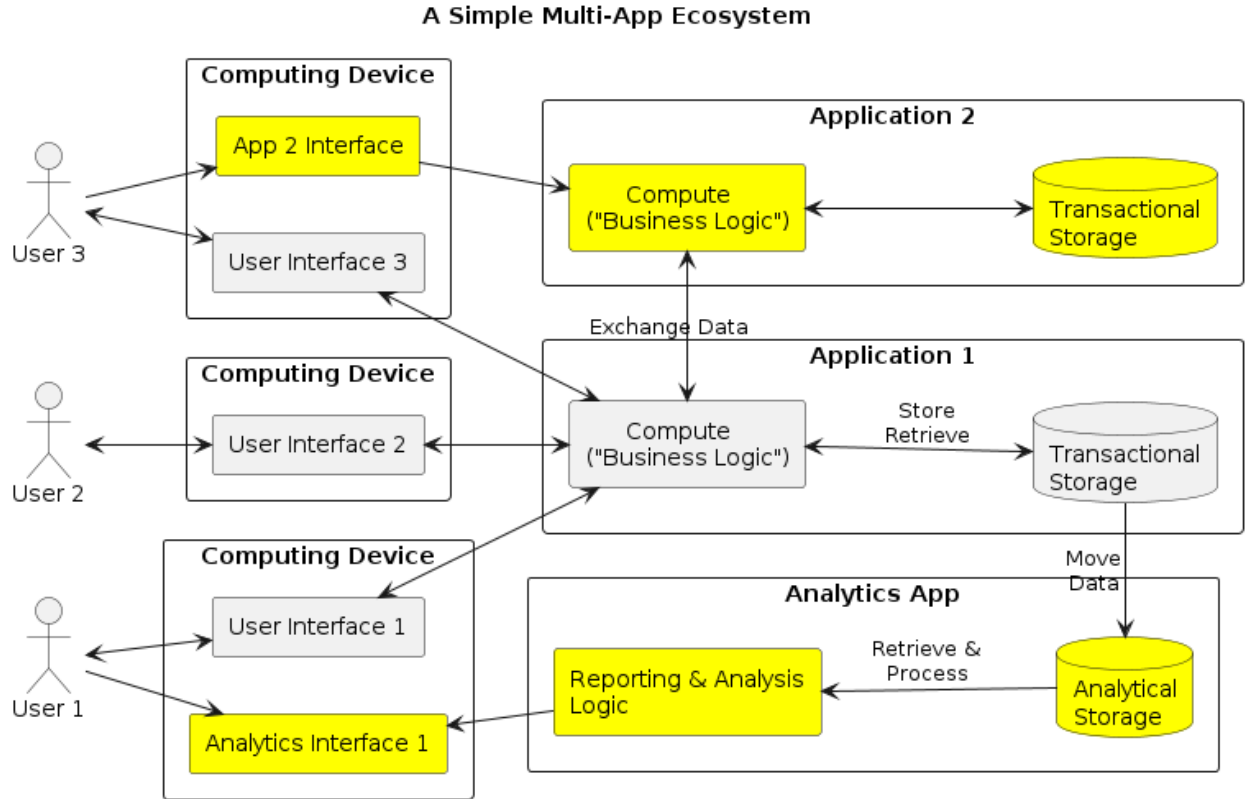 A Simple Multi-App Ecosystem
Computing Device
App 2 Interface
User Interface 3
User 3
Application 2
Compute
("Business Logic")
Transactional
Storage
Exchange Data
Computing Device
User Interface 2
User 2
Application 1
Compute
("Business Logic")
Store
Retrieve
Transactional
Storage
Move
Data
Computing Device
User Interface 1
Analytics Interface 1
User 1
Analytics App
Reporting & Analysis
Logic
Retrieve &
Process
Analytical
Storage